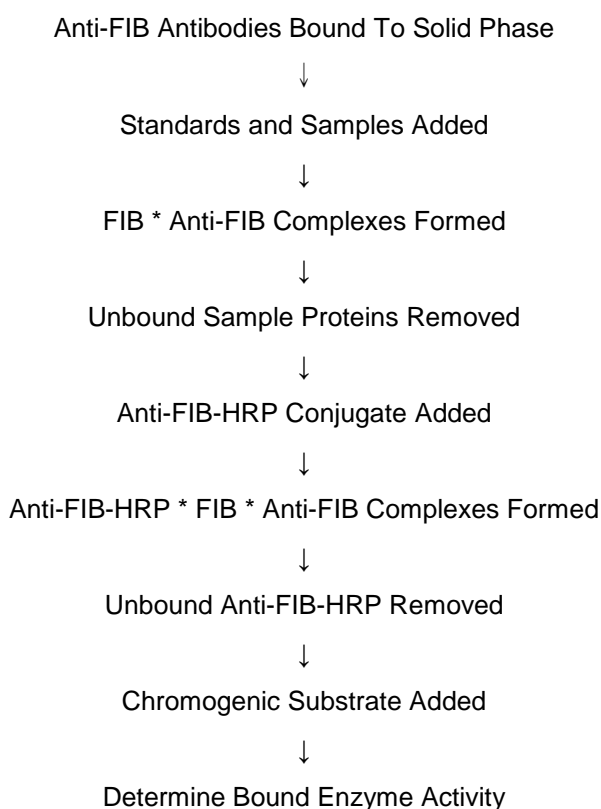 Anti-FIB Antibodies Bound To Solid Phase
↓
Standards and Samples Added
↓
FIB * Anti-FIB Complexes Formed
↓
Unbound Sample Proteins Removed
↓
Anti-FIB-HRP Conjugate Added
↓
Anti-FIB-HRP * FIB * Anti-FIB Complexes Formed
↓
Unbound Anti-FIB-HRP Removed
↓
Chromogenic Substrate Added
↓
Determine Bound Enzyme Activity